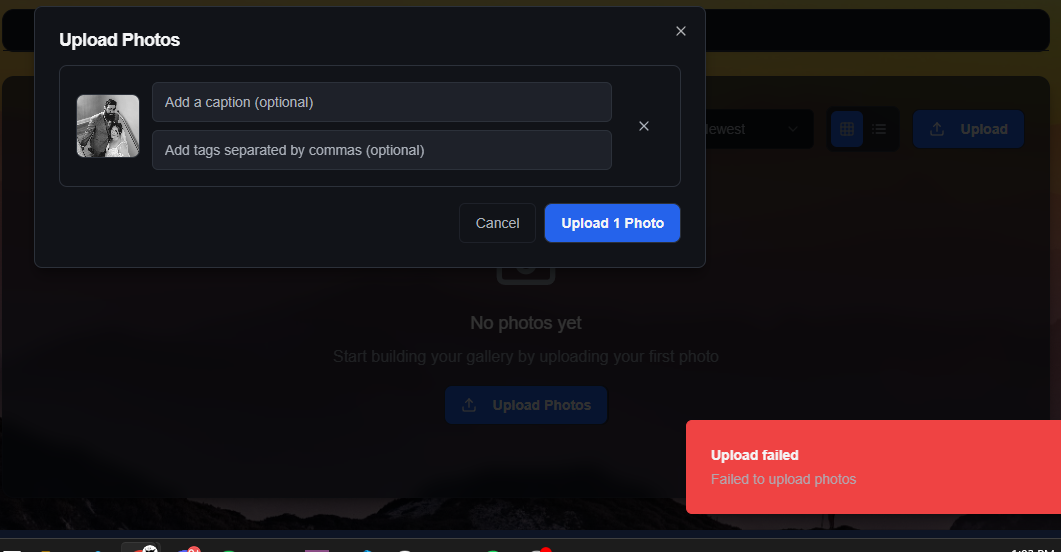 Upload Photos
Add a caption (optional)
Add tags separated by commas (optional)
Upload
Cancel
Upload 1 Photo
No photos yet
Start building your gallery by uploading your first photo
Upload Photos
Upload failed
Failed to upload photos